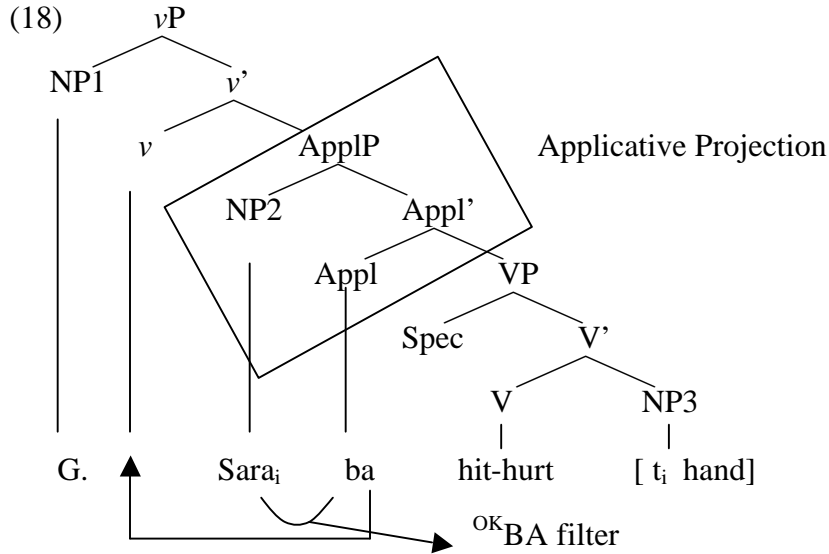 (18) vP
NP1 v’
v ApplP Applicative Projection
NP2 Appl’
Appl VP
Spec V’
V NP3
G. Saraᵢ ba hit-hurt [ tᵢ hand]
ᴼᴷBA filter